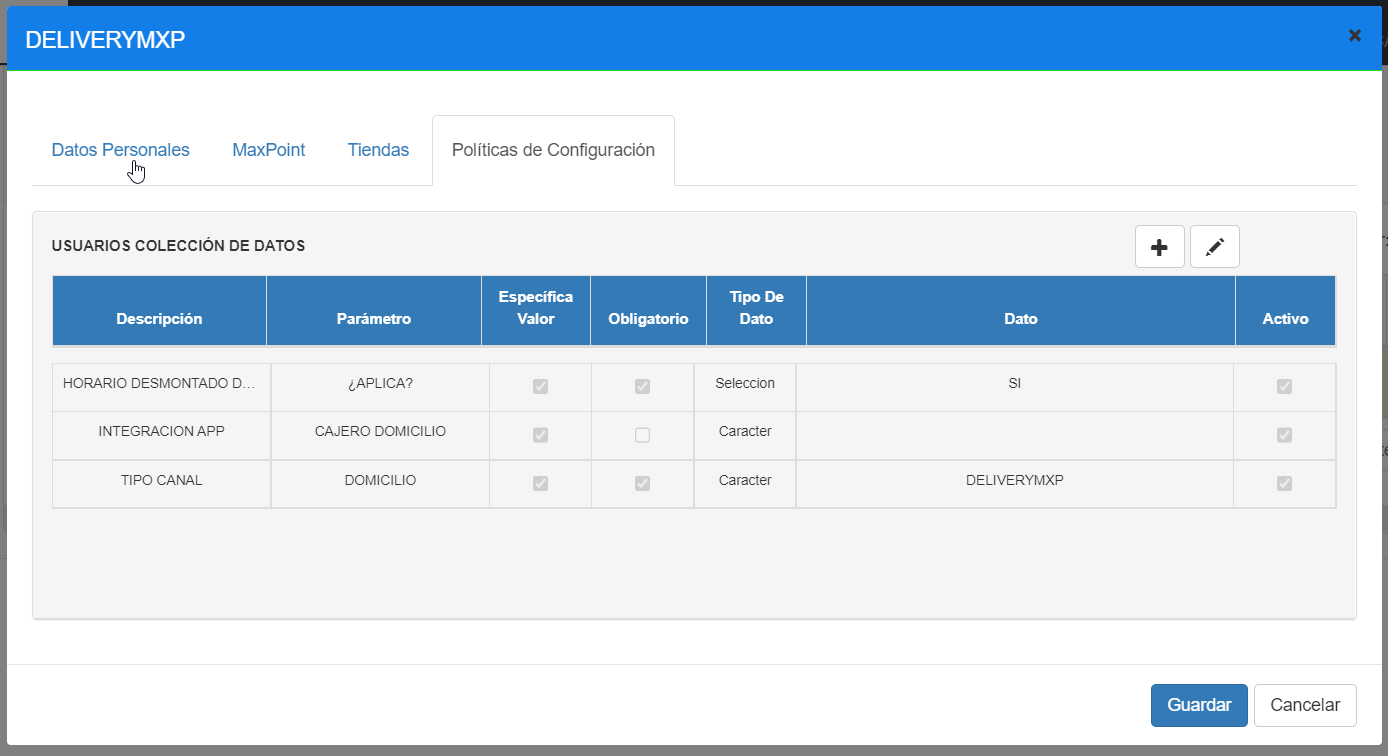 DELIVERYMXP
×
Datos Personales MaxPoint Tiendas Políticas de Configuración
USUARIOS COLECCIÓN DE DATOS
Descripción Parámetro Especifica Valor Obligatorio Tipo De Dato Dato Activo
HORARIO DESMONTADO D... ¿APLICA? Seleccion SI
INTEGRACION APP CAJERO DOMICILIO Caracter
TIPO CANAL DOMICILIO Caracter DELIVERYMXP
Guardar Cancelar